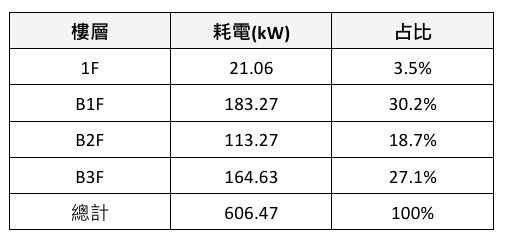 樓層 耗電(kW) 占比
1F 21.06 3.5%
B1F 183.27 30.2%
B2F 113.27 18.7%
B3F 164.63 27.1%
總計 606.47 100%